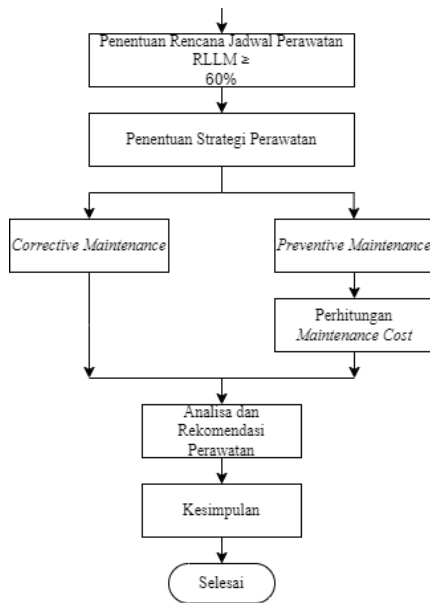 Penentuan Rencana Jadwal Perawatan
RLLM ≥
60%
Penentuan Strategi Perawatan
Corrective Maintenance
Preventive Maintenance
Perhitungan
Maintenance Cost
Analisa dan
Rekomendasi
Perawatan
Kesimpulan
Selesai